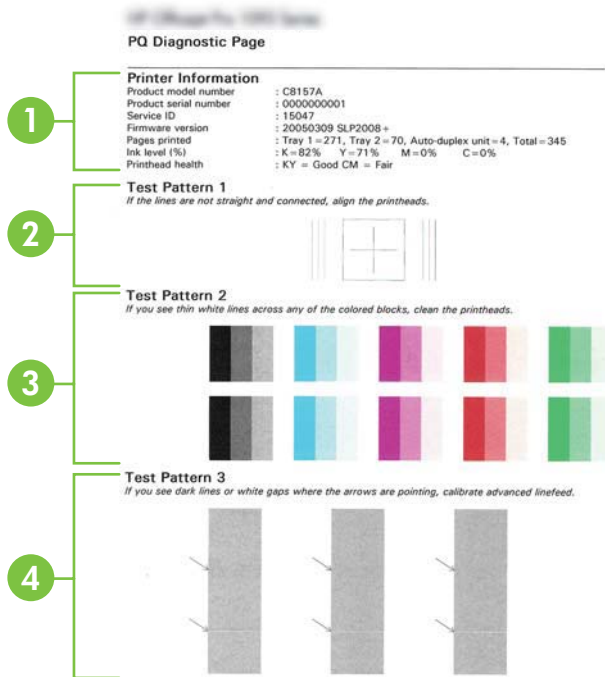 PQ Diagnostic Page
1
Printer Information
Product model number : C8157A
Product serial number : 0000000001
Service ID : 15047
Firmware version : 20050309 SLP2008+
Pages printed : Tray 1=271, Tray 2=70, Auto-duplex unit=4, Total=345
Ink level (%) : K=82% Y=71% M=0% C=0%
Printhead health : KY = Good CM = Fair
2
Test Pattern 1
If the lines are not straight and connected, align the printheads.
3
Test Pattern 2
If you see thin white lines across any of the colored blocks, clean the printheads.
4
Test Pattern 3
If you see dark lines or white gaps where the arrows are pointing, calibrate advanced linefeed.